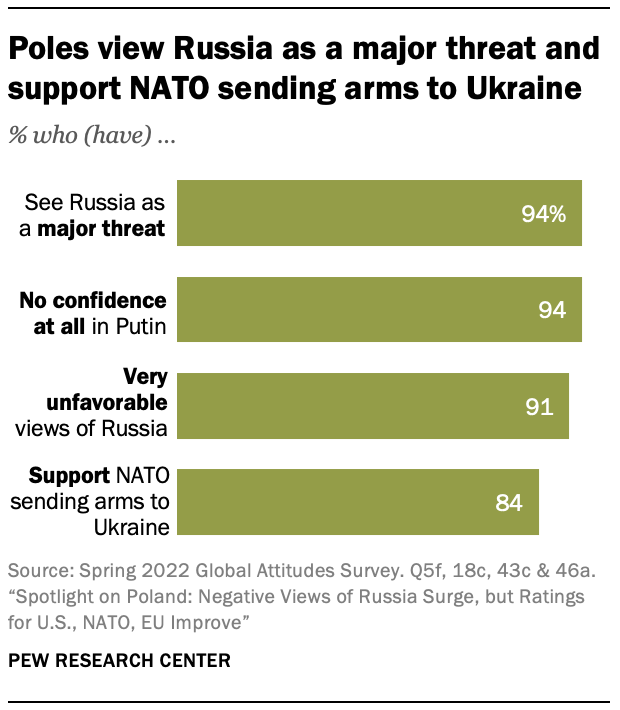 Poles view Russia as a major threat and
support NATO sending arms to Ukraine
% who (have) ...
See Russia as
a major threat
94%
No confidence
at all in Putin
94
Very
unfavorable
views of Russia
91
Support NATO
sending arms to
Ukraine
84
Source: Spring 2022 Global Attitudes Survey. Q5f, 18c, 43c & 46a.
“Spotlight on Poland: Negative Views of Russia Surge, but Ratings
for U.S., NATO, EU Improve”
PEW RESEARCH CENTER